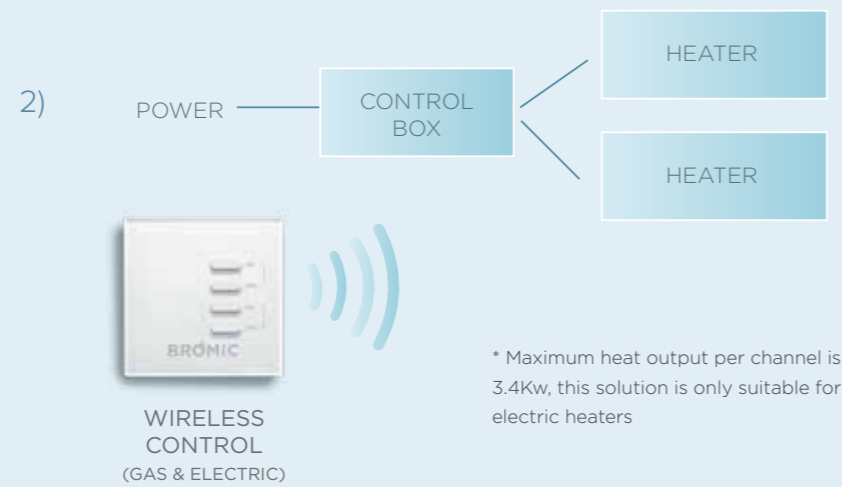 2)
POWER
CONTROL
BOX
HEATER
HEATER
BROMIC
WIRELESS
CONTROL
(GAS & ELECTRIC)
* Maximum heat output per channel is
3.4Kw, this solution is only suitable for
electric heaters